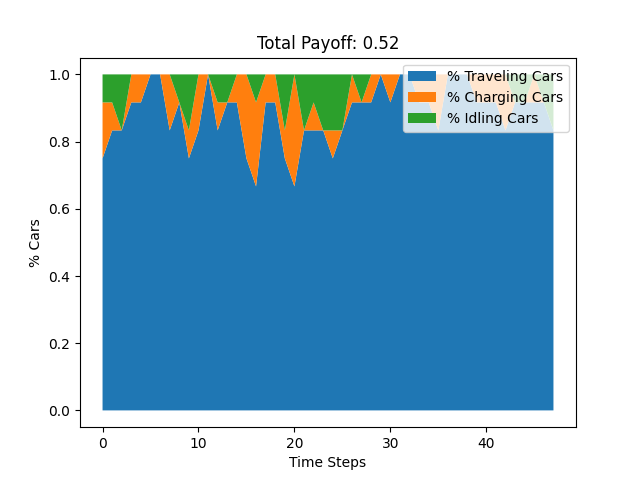 Total Payoff: 0.52
% Traveling Cars
% Charging Cars
% Idling Cars
1.0
0.8
0.6
0.4
0.2
0.0
% Cars
0 10 20 30 40
Time Steps